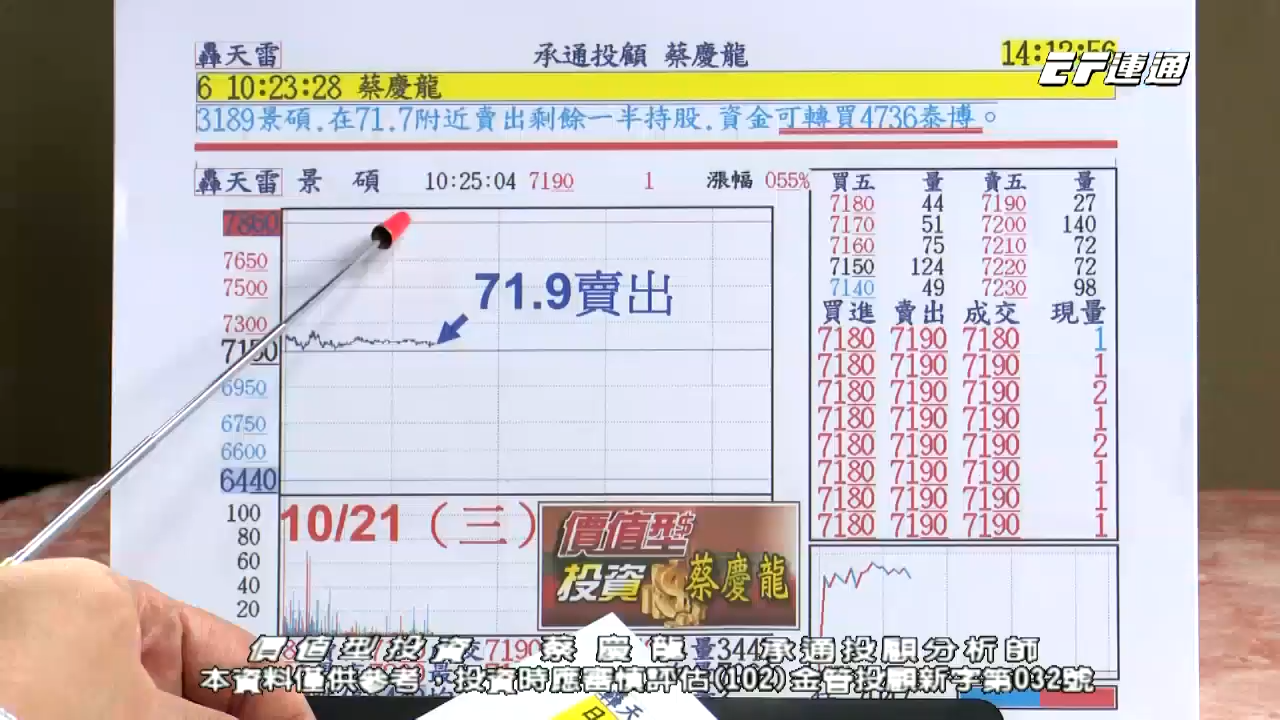 轟天雷 承通投顧 蔡慶龍 14:12:56
EF運通
6 10:23:28 蔡慶龍
3189景碩.在71.7附近賣出剩餘一半持股.資金可轉買4736泰博。
轟天雷 景 碩 10:25:04 7190 1 漲幅 055%
買五 量 賣五 量
7180 44 7190 27
7170 51 7200 140
7160 75 7210 72
7150 124 7220 72
7140 49 7230 98
買進 賣出 成交 現量
7180 7190 7180 1
7180 7190 7190 1
7180 7190 7190 2
7180 7190 7190 1
7180 7190 7190 2
7180 7190 7190 1
7180 7190 7190 1
7180 7190 7190 1
7860
7650
7500
7300
7150
6950
6750
6600
6440
100
80
60
40
20
71.9賣出
10/21（三）
價值型$
投資 蔡慶龍
7190 量344
價值型投資 蔡慶龍 承通投顧分析師
本資料僅供參考，投資時應審慎評估(102)金管投顧新字第032號